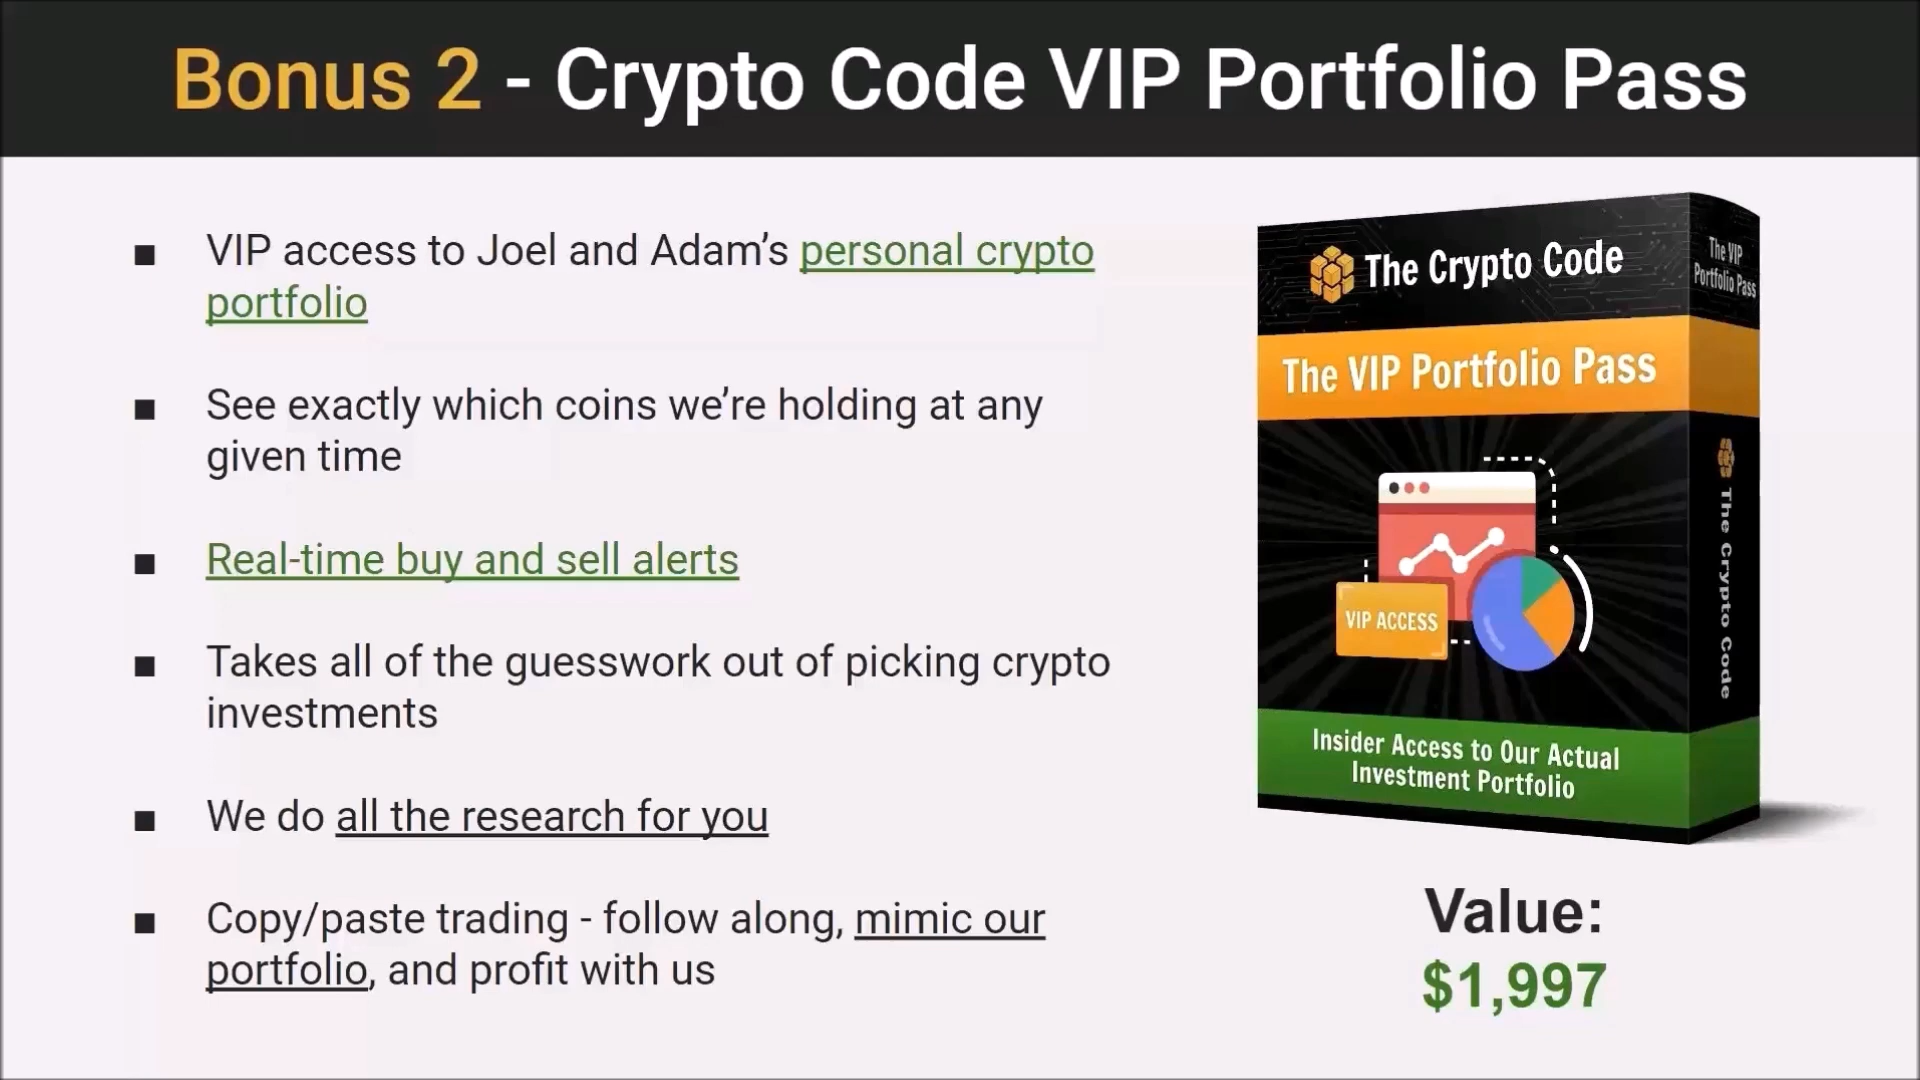 Bonus 2 - Crypto Code VIP Portfolio Pass
■ VIP access to Joel and Adam’s personal crypto
portfolio
■ See exactly which coins we’re holding at any
given time
■ Real-time buy and sell alerts
■ Takes all of the guesswork out of picking crypto
investments
■ We do all the research for you
■ Copy/paste trading - follow along, mimic our
portfolio, and profit with us
The Crypto Code
The VIP Portfolio Pass
VIP ACCESS
Insider Access to Our Actual
Investment Portfolio
The VIP
Portfolio Pass
The Crypto Code
Value:
$1,997